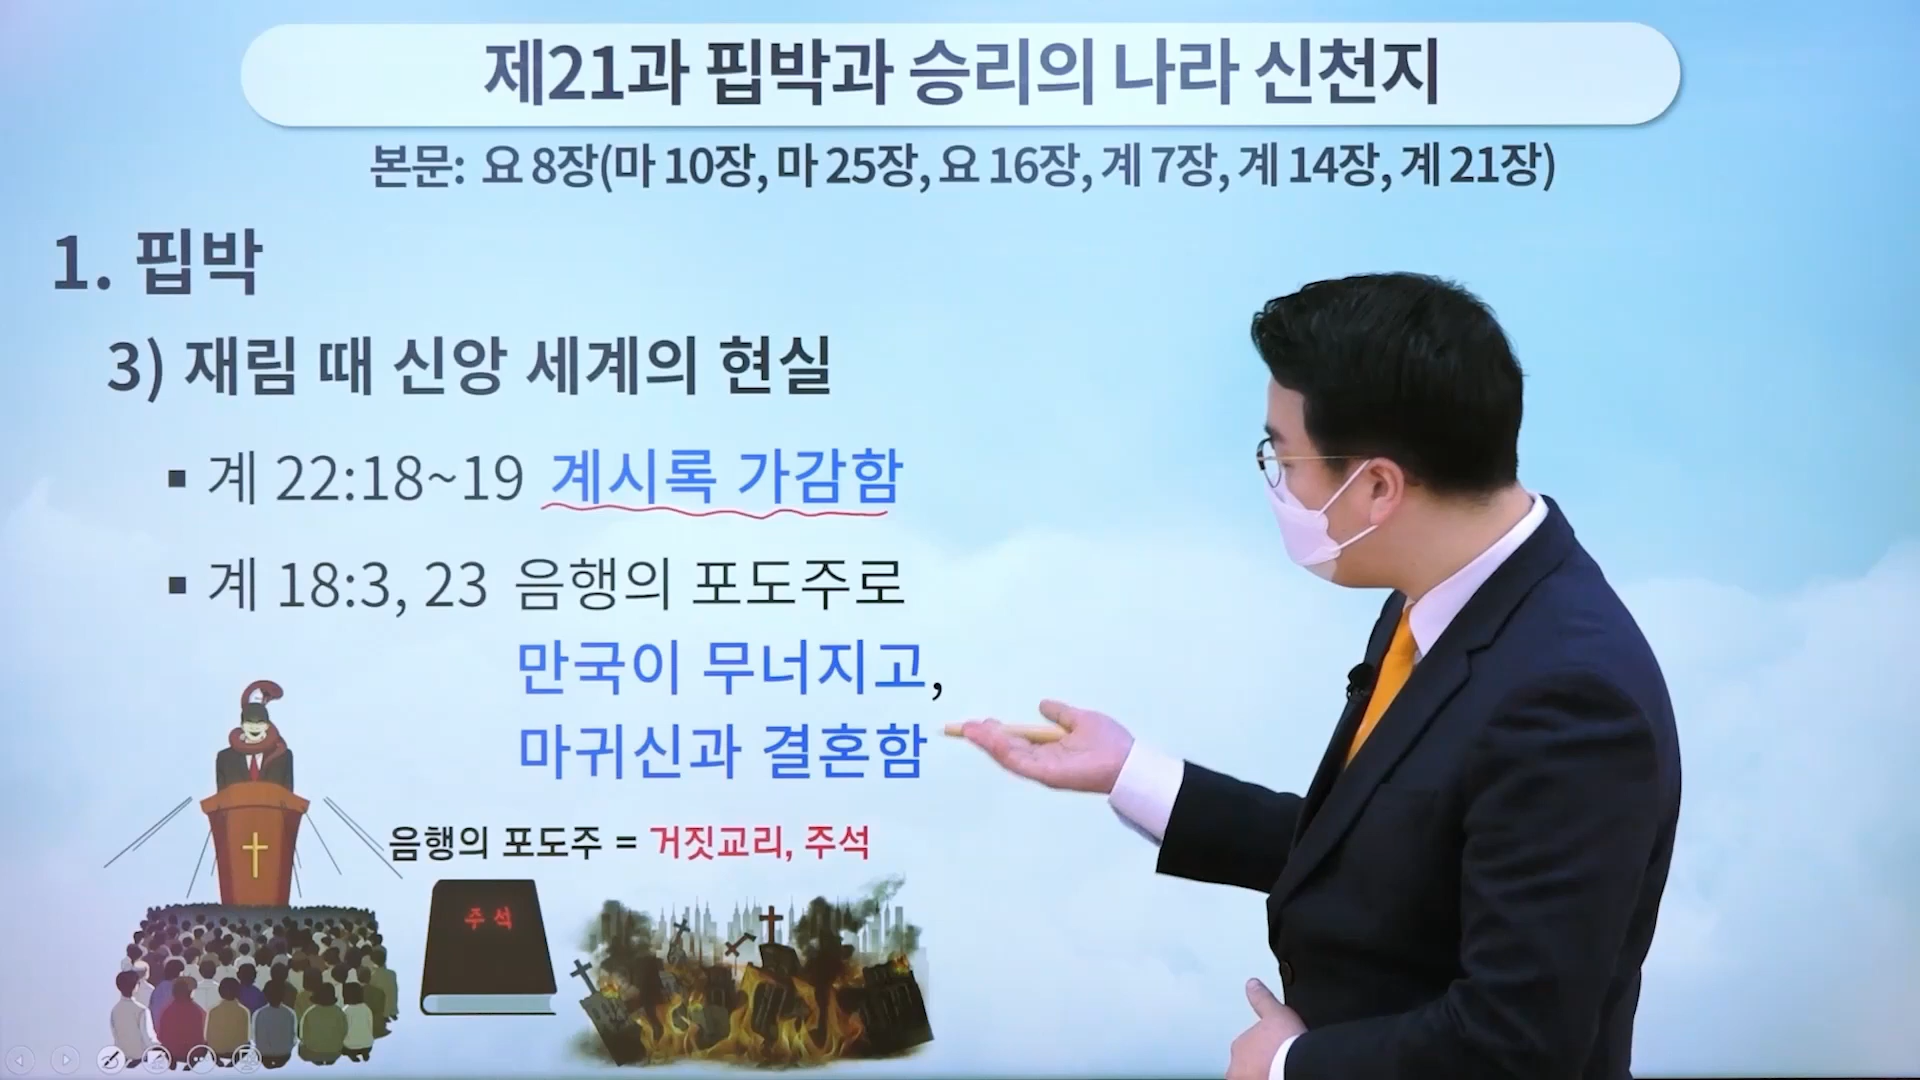 제21과 핍박과 승리의 나라 신천지
본문: 요 8장(마 10장, 마 25장, 요 16장, 계 7장, 계 14장, 계 21장)
1. 핍박
3) 재림 때 신앙 세계의 현실
▪ 계 22:18~19 계시록 가감함
▪ 계 18:3, 23 음행의 포도주로
만국이 무너지고,
마귀신과 결혼함
음행의 포도주 = 거짓교리, 주석
주석